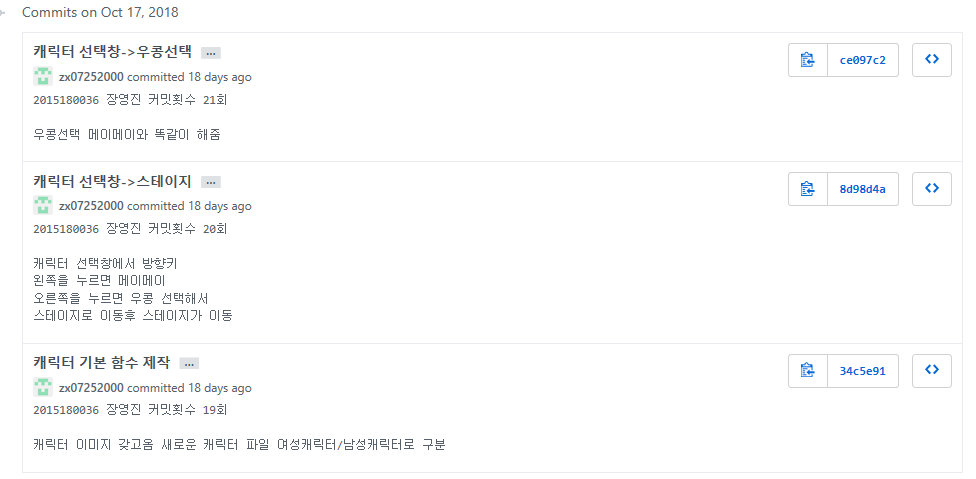 Commits on Oct 17, 2018
캐릭터 선택창->우콩선택 …
ce097c2
zx07252000 committed 18 days ago
2015180036 장영진 커밋횟수 21회
우콩선택 메이메이와 똑같이 해줌
캐릭터 선택창->스테이지 …
8d98d4a
zx07252000 committed 18 days ago
2015180036 장영진 커밋횟수 20회
캐릭터 선택창에서 방향키
왼쪽을 누르면 메이메이
오른쪽을 누르면 우콩 선택해서
스테이지로 이동후 스테이지가 이동
캐릭터 기본 함수 제작 …
34c5e91
zx07252000 committed 18 days ago
2015180036 장영진 커밋횟수 19회
캐릭터 이미지 갖고옴 새로운 캐릭터 파일 여성캐릭터/남성캐릭터로 구분